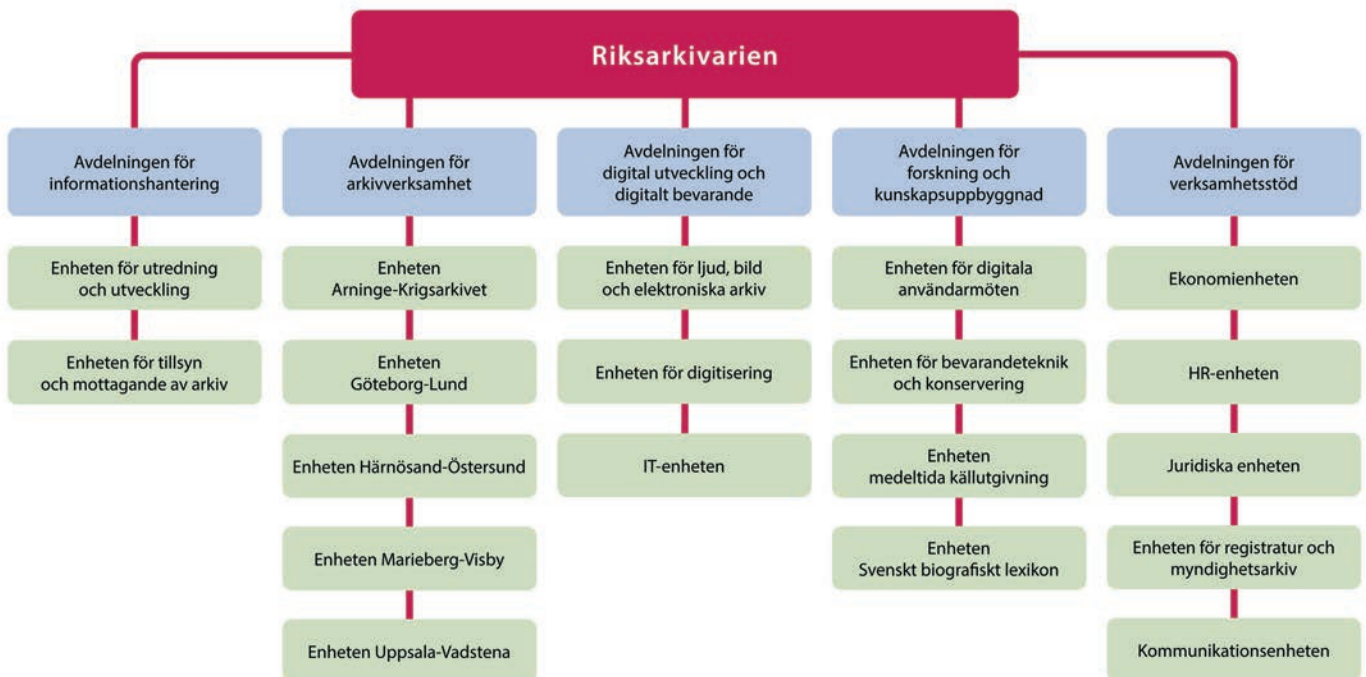 Riksarkivarien
Avdelningen för
informationshantering
Enheten för utredning
och utveckling
Enheten för tillsyn
och mottagande av arkiv
Avdelningen för
arkivverksamhet
Enheten
Arninge-Krigsarkivet
Enheten
Göteborg-Lund
Enheten Härnösand-Östersund
Enheten Marieberg-Visby
Enheten Uppsala-Vadstena
Avdelningen för
digital utveckling och
digitalt bevarande
Enheten för ljud, bild
och elektroniska arkiv
Enheten för digitisering
IT-enheten
Avdelningen för
forskning och
kunskapsuppbyggnad
Enheten för digitala
användarmöten
Enheten för bevarandeteknik
och konservering
Enheten
medeltida källutgivning
Enheten
Svenskt biografiskt lexikon
Avdelningen för
verksamhetsstöd
Ekonomienheten
HR-enheten
Juridiska enheten
Enheten för registratur och
myndighetsarkiv
Kommunikationsenheten